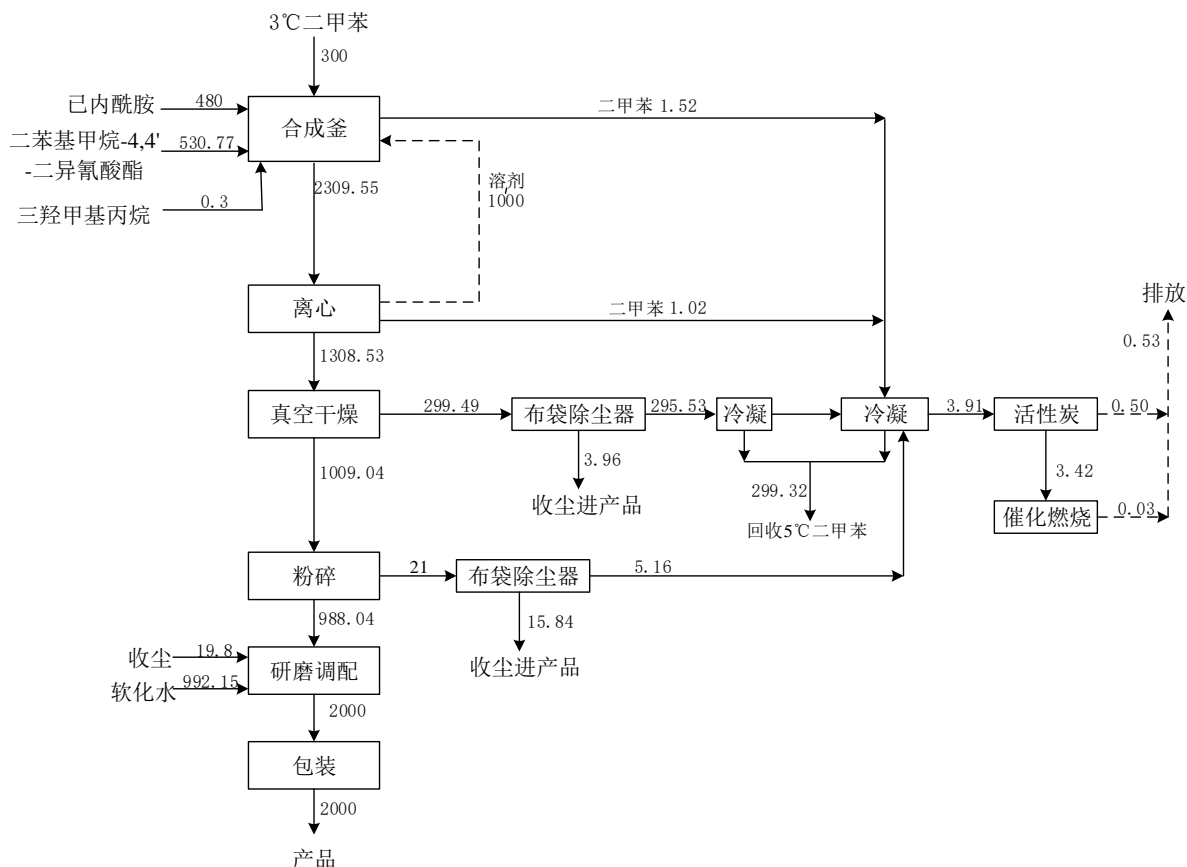 3℃二甲苯
300
己内酰胺
480
二甲苯 1.52
合成釜
二苯基甲烷-4,4'
-二异氰酸酯
530.77
三羟甲基丙烷
0.3
2309.55
溶剂
1000
离心
二甲苯 1.02
排放
1308.53
0.53
真空干燥
299.49
布袋除尘器
295.53
冷凝
冷凝
3.91
活性炭
0.50
1009.04
3.96
299.32
3.42
收尘进产品
回收5℃二甲苯
催化燃烧
0.03
粉碎
21
布袋除尘器
5.16
988.04
15.84
收尘
19.8
研磨调配
收尘进产品
软化水
992.15
2000
包装
2000
产品